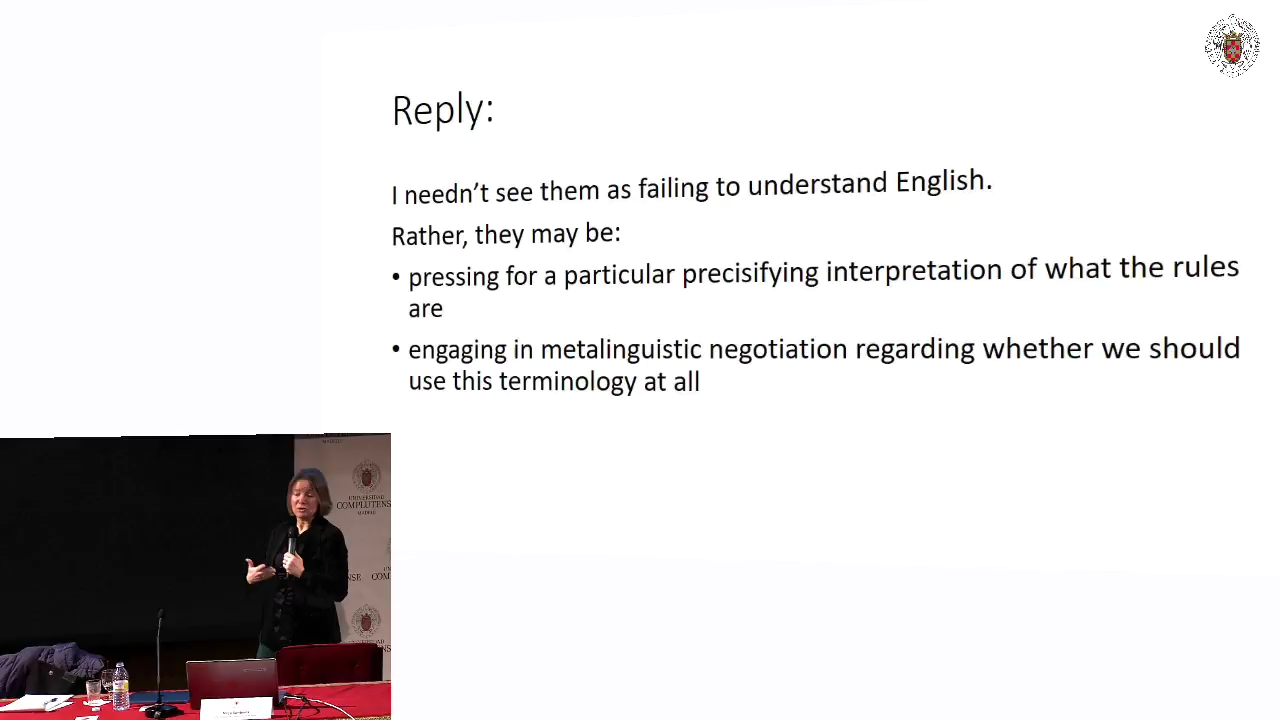 Reply:
I needn't see them as failing to understand English.
Rather, they may be:
• pressing for a particular precisifying interpretation of what the rules
are
• engaging in metalinguistic negotiation regarding whether we should
use this terminology at all
UNIVERSIDAD
COMPLUTENSE
MADRID